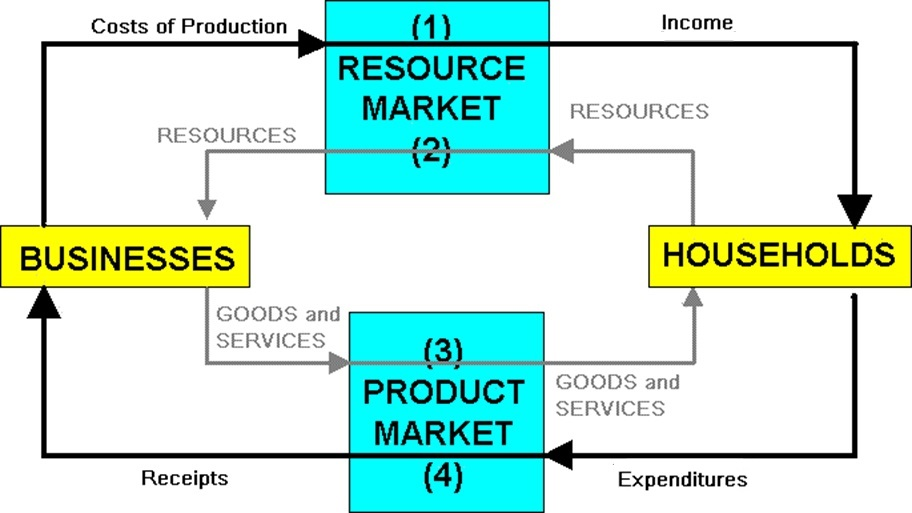 Costs of Production
(1)
Income
RESOURCE
MARKET
(2)
RESOURCES
RESOURCES
BUSINESSES
HOUSEHOLDS
GOODS and
SERVICES
(3)
PRODUCT
MARKET
(4)
GOODS and
SERVICES
Receipts
Expenditures